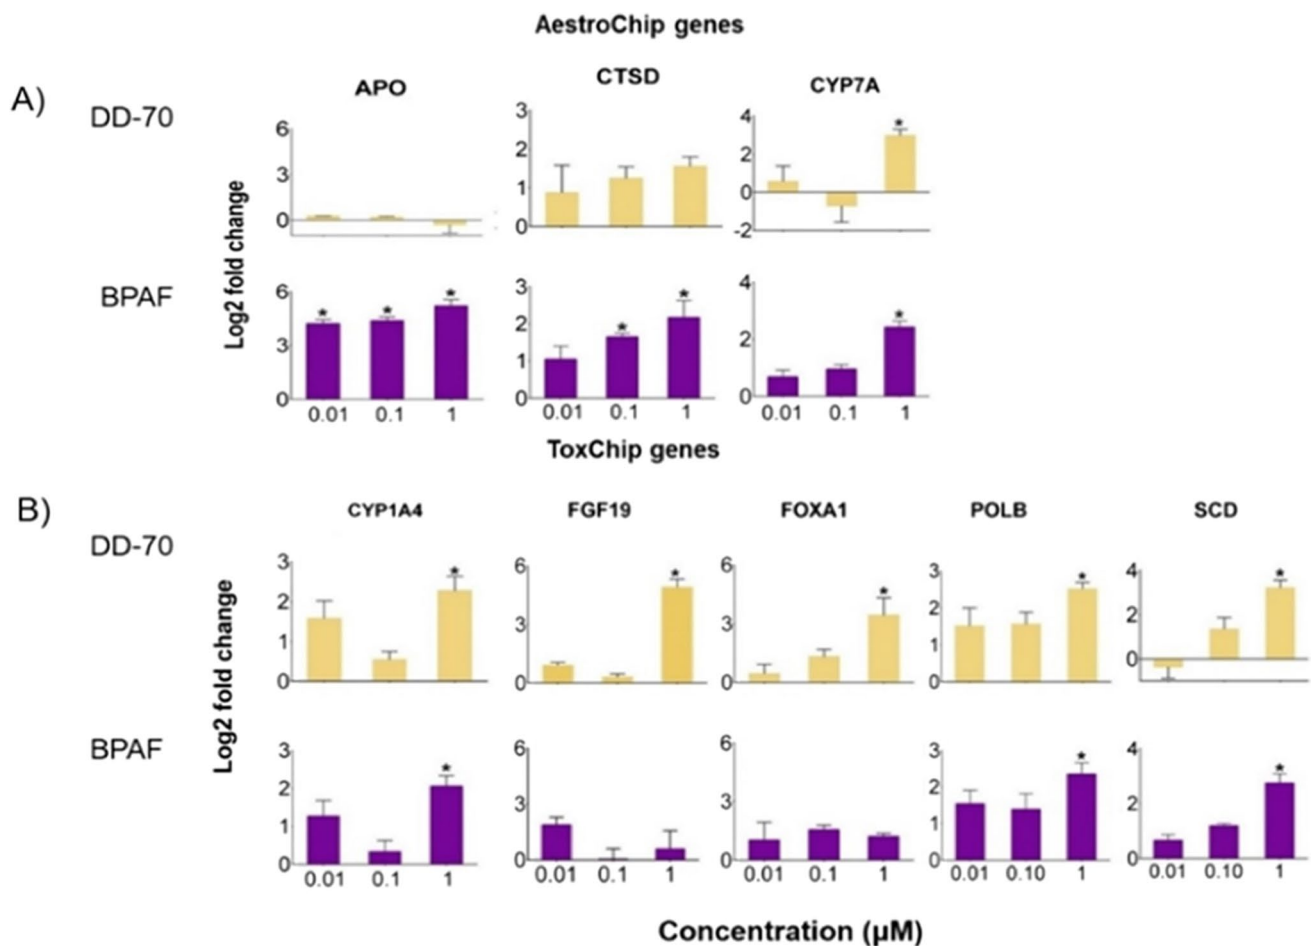 AestroChip genes
A)
DD-70
APO
CTSD
CYP7A
6
3
0
3
2
1
0
4
2
0
-2
*
Log2 fold change
BPAF
6
3
0
* * *
0.01 0.1 1
3
2
1
0
* *
0.01 0.1 1
4
2
0
*
0.01 0.1 1
ToxChip genes
B)
DD-70
CYP1A4
FGF19
FOXA1
POLB
SCD
3
2
1
0
*
6
3
0
*
6
3
0
*
3
2
1
0
*
4
2
0
*
Log2 fold change
BPAF
3
2
1
0
*
0.01 0.1 1
6
3
0
0.01 0.1 1
6
3
0
0.01 0.1 1
3
2
1
0
*
0.01 0.10 1
4
2
0
*
0.01 0.10 1
Concentration (µM)